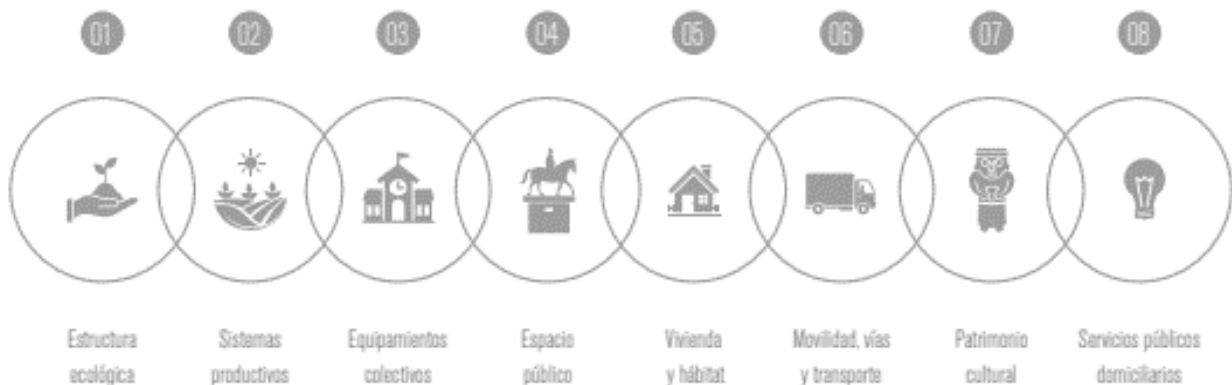 01 02 03 04 05 06 07 08
Estructura
ecológica
Sistemas
productivos
Equipamientos
colectivos
Espacio
público
Vivienda
y hábitat
Movilidad, vías
y transporte
Patrimonio
cultural
Servicios públicos
domiciliarios